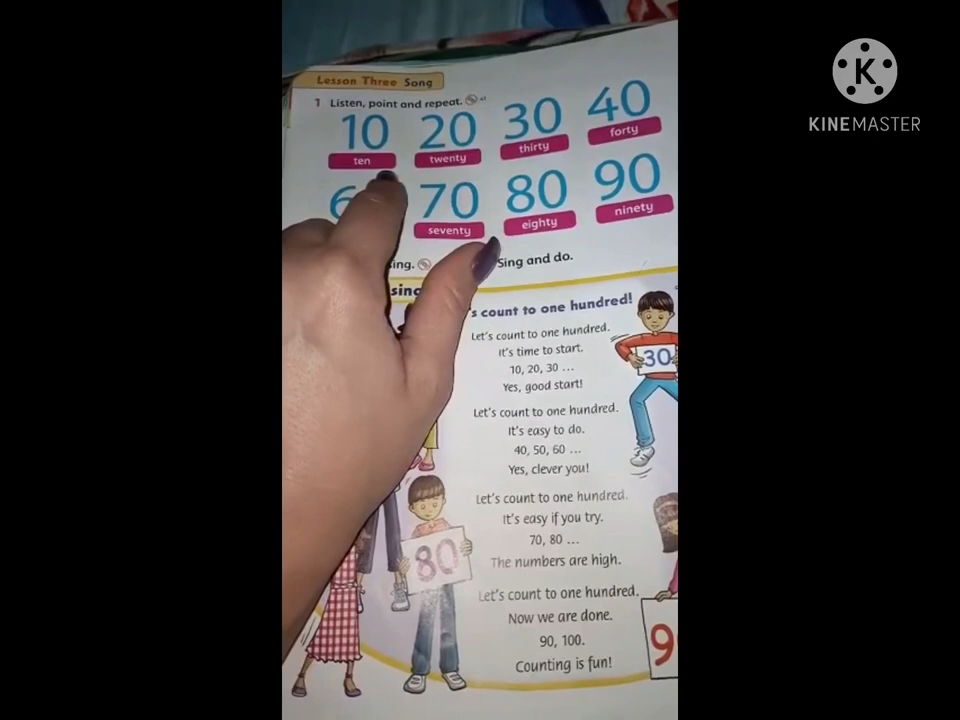 Lesson Three Song
1 Listen, point and repeat.
10 20 30 40
ten twenty thirty forty
70 80 90
seventy eighty ninety
Sing and do.
's count to one hundred!
Let's count to one hundred.
It's time to start.
10, 20, 30 ...
Yes, good start!
Let's count to one hundred.
It's easy to do.
40, 50, 60 ...
Yes, clever you!
Let's count to one hundred.
It's easy if you try.
70, 80 ...
The numbers are high.
Let's count to one hundred.
Now we are done.
90, 100.
Counting is fun!
30
80
9
K
KINEMASTER